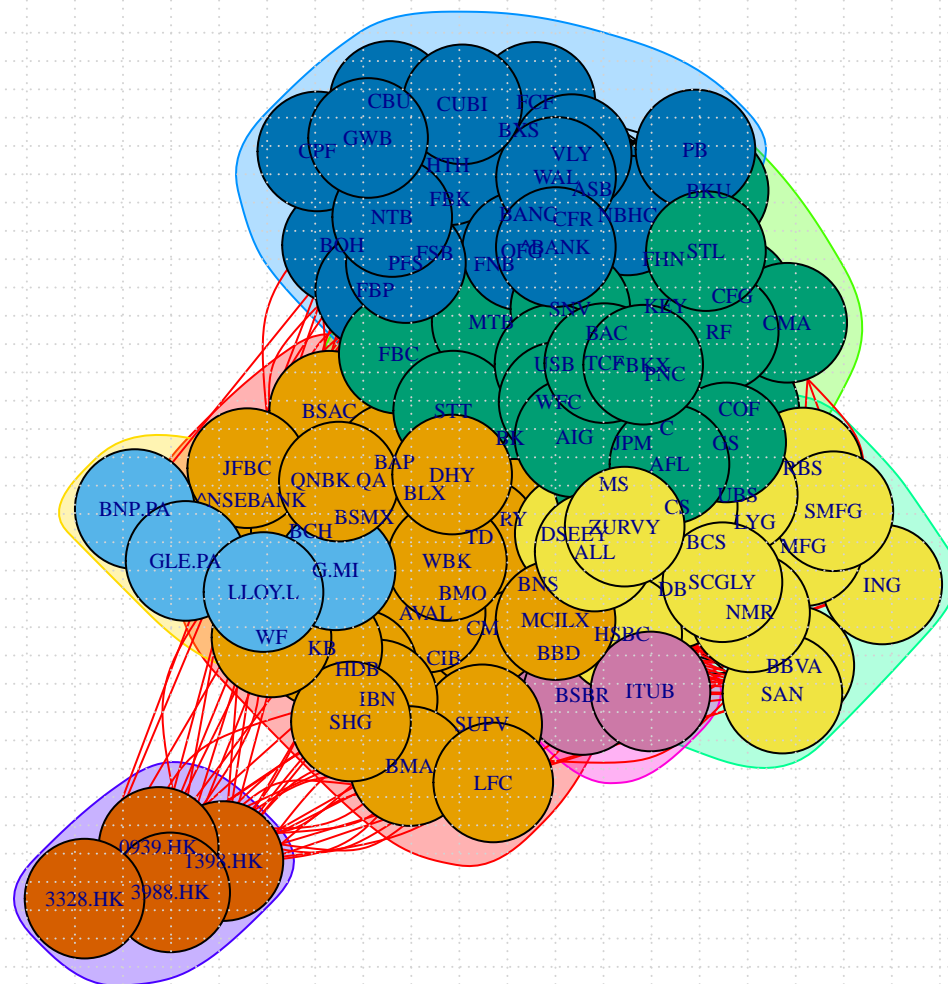 CBU
CUBI
FCF
BXS
GWB
CPF
HTH
VLY
PB
WAL
ASB
BKU
FBK
NTB
BANC
CFR
NBHC
BOH
FSB
OFG
PFS
FNB
FHN
STL
FBP
CFG
SNV
KEY
MTB
BAC
RF
CMA
FBC
USB
TCF
PNC
WFC
COF
BSAC
STT
BK
AIG
JPM
C
GS
JFBC
BAP
DHY
AFL
RBS
QNBK.QA
BLX
MS
UBS
BNP.PA
BSMX
RY
CS
LYG
SMFG
BCH
TD
DSEEY
ZURVY
BCS
MFG
GLE.PA
G.MI
WBK
ALL
SCGLY
ING
LLOY.L
BMO
BNS
DB
NMR
AVAL
MCILX
WF
CM
HSBC
KB
CIB
BBD
HDB
BBVA
IBN
BSBR
ITUB
SAN
SHG
SUPV
BMA
LFC
0939.HK
1398.HK
3988.HK
3328.HK